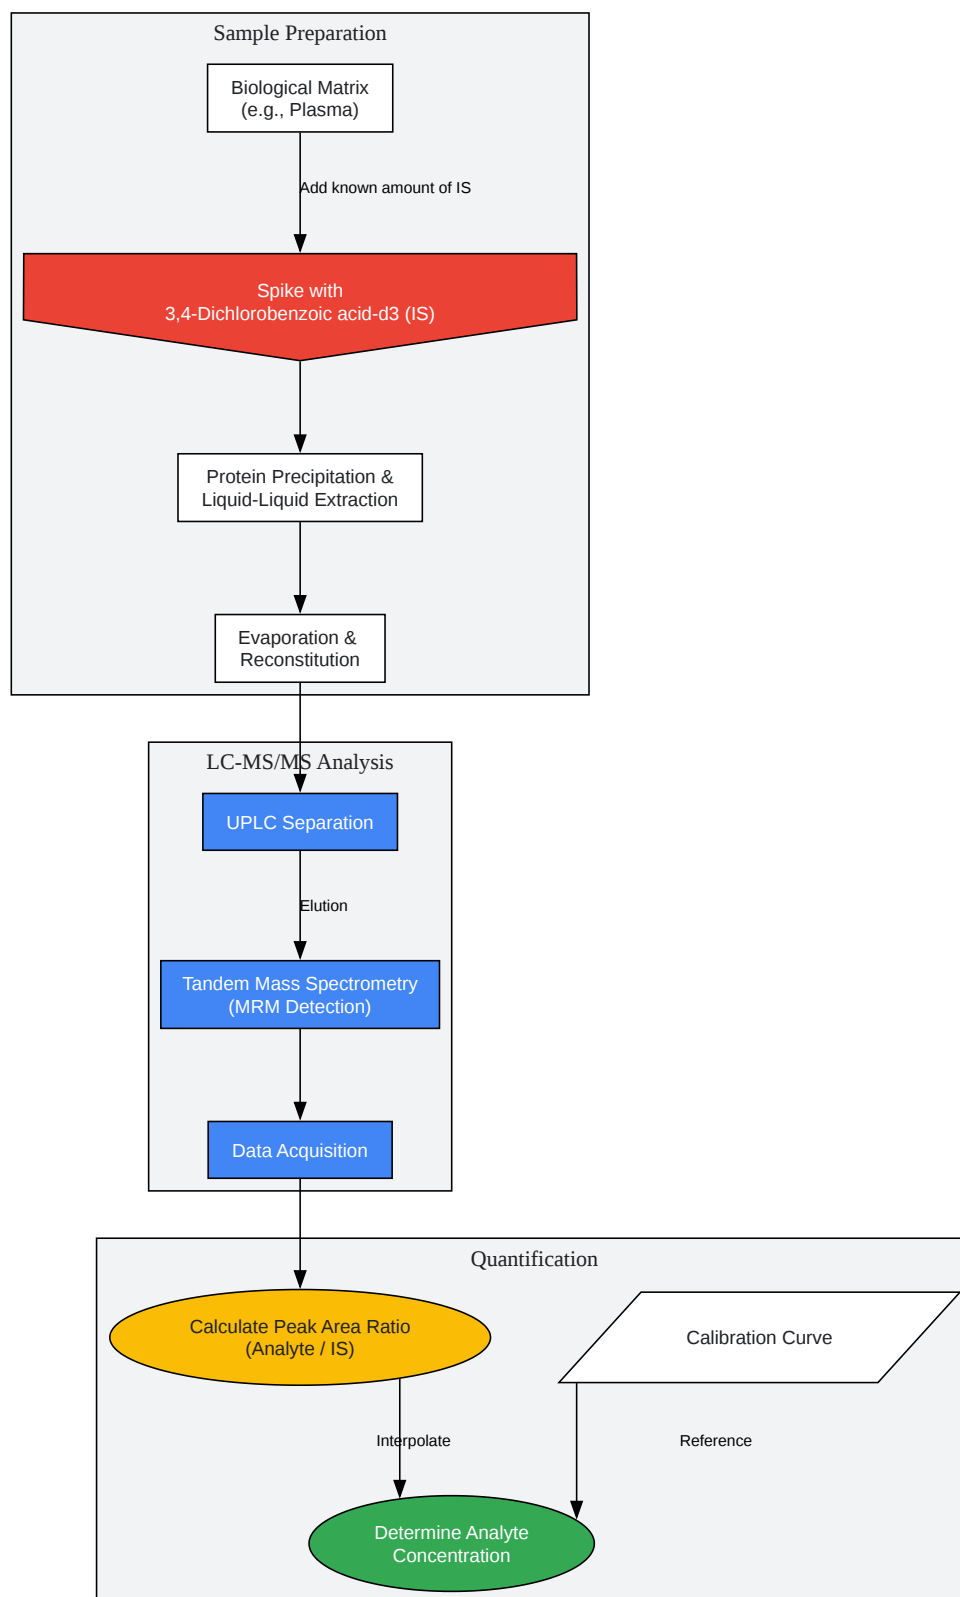 Sample Preparation
Biological Matrix
(e.g., Plasma)
Add known amount of IS
Spike with
3,4-Dichlorobenzoic acid-d3 (IS)
Protein Precipitation &
Liquid-Liquid Extraction
Evaporation &
Reconstitution
LC-MS/MS Analysis
UPLC Separation
Elution
Tandem Mass Spectrometry
(MRM Detection)
Data Acquisition
Quantification
Calculate Peak Area Ratio
(Analyte / IS)
Calibration Curve
Interpolate
Reference
Determine Analyte
Concentration